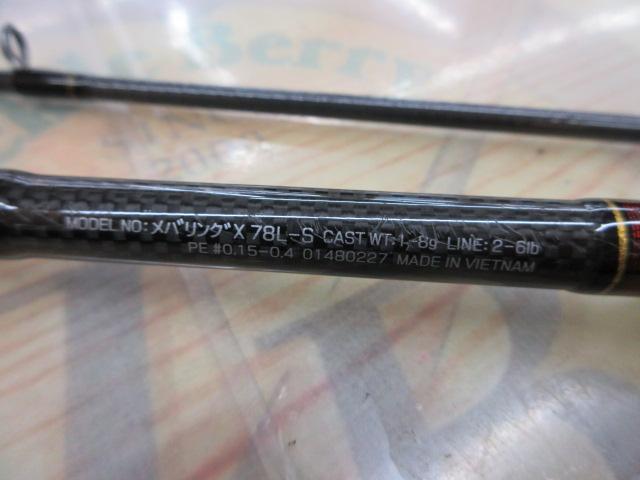 MODEL NO: メバリングX 78L-S CAST WT: 1-8g LINE: 2-6lb
PE #0.15-0.4 01480227 MADE IN VIETNAM